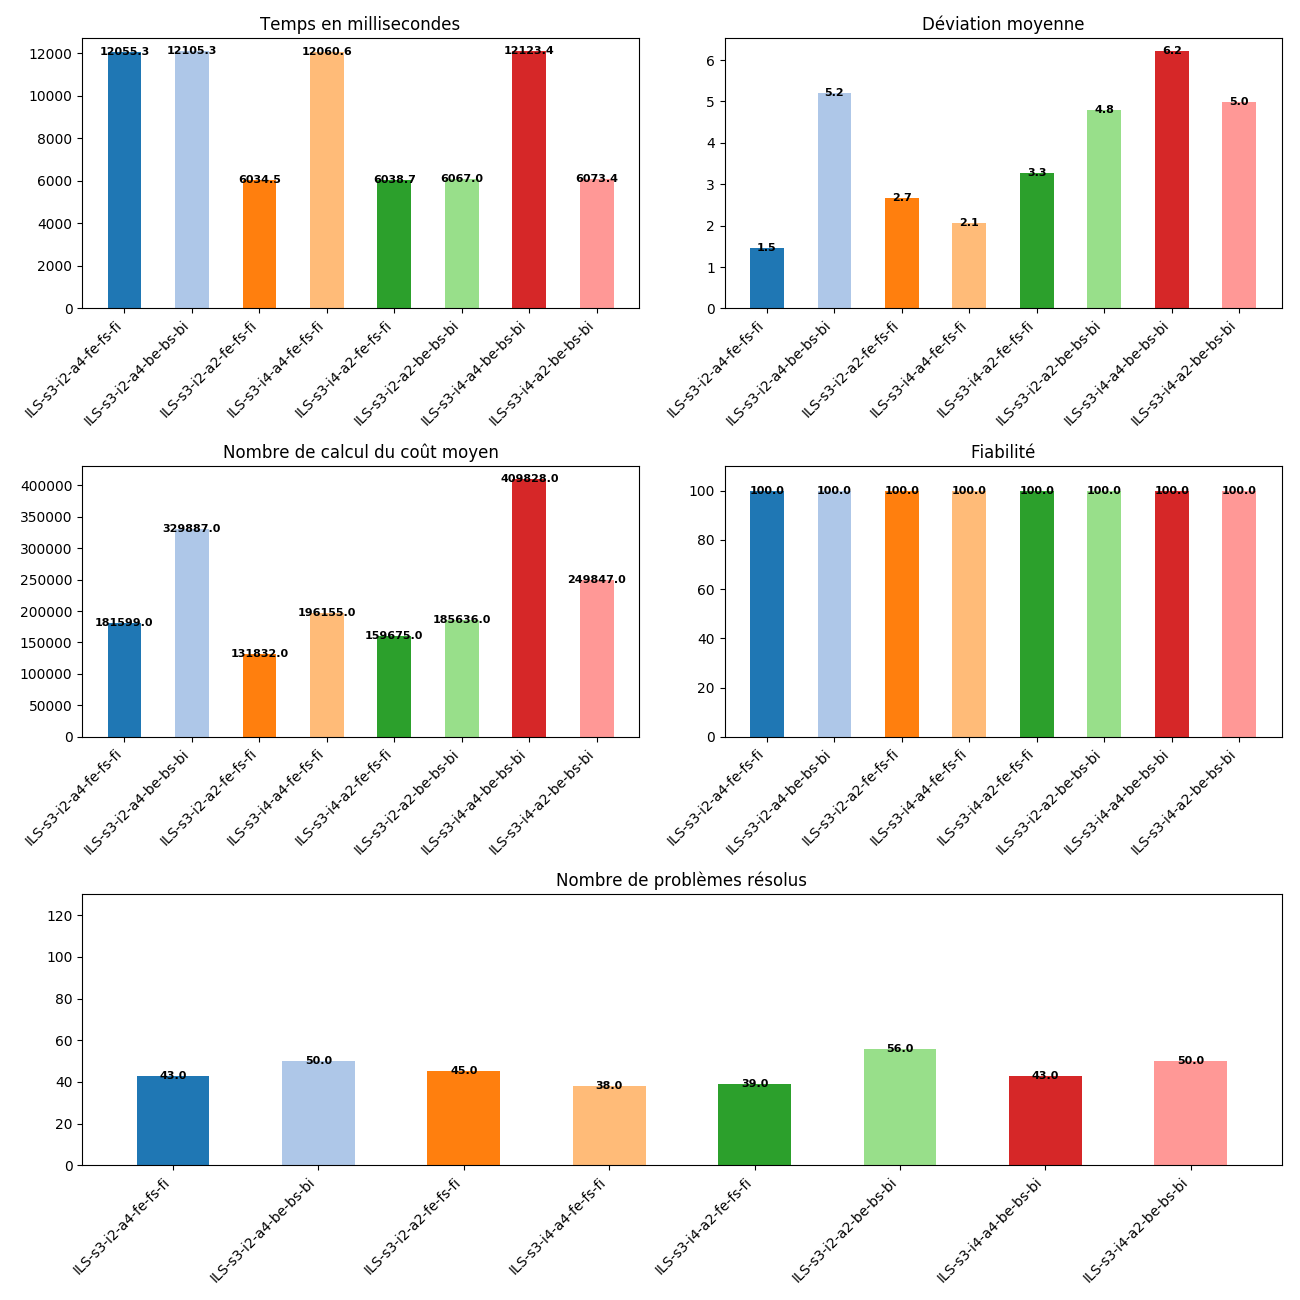 Temps en millisecondes
12000
10000
8000
6000
4000
2000
0
12055.3
12105.3
6034.5
12060.6
6038.7
6067.0
12123.4
6073.4
ILS-s3-i2-a4-fe-fs-fi
ILS-s3-i2-a4-be-bs-bi
ILS-s3-i2-a2-fe-fs-fi
ILS-s3-i4-a4-fe-fs-fi
ILS-s3-i4-a2-fe-fs-fi
ILS-s3-i2-a2-be-bs-bi
ILS-s3-i4-a4-be-bs-bi
ILS-s3-i4-a2-be-bs-bi
Déviation moyenne
6
5
4
3
2
1
0
1.5
5.2
2.7
2.1
3.3
4.8
6.2
5.0
ILS-s3-i2-a4-fe-fs-fi
ILS-s3-i2-a4-be-bs-bi
ILS-s3-i2-a2-fe-fs-fi
ILS-s3-i4-a4-fe-fs-fi
ILS-s3-i4-a2-fe-fs-fi
ILS-s3-i2-a2-be-bs-bi
ILS-s3-i4-a4-be-bs-bi
ILS-s3-i4-a2-be-bs-bi
Nombre de calcul du coût moyen
400000
350000
300000
250000
200000
150000
100000
50000
0
181599.0
329887.0
131832.0
196155.0
159675.0
185636.0
409828.0
249847.0
ILS-s3-i2-a4-fe-fs-fi
ILS-s3-i2-a4-be-bs-bi
ILS-s3-i2-a2-fe-fs-fi
ILS-s3-i4-a4-fe-fs-fi
ILS-s3-i4-a2-fe-fs-fi
ILS-s3-i2-a2-be-bs-bi
ILS-s3-i4-a4-be-bs-bi
ILS-s3-i4-a2-be-bs-bi
Fiabilité
100
80
60
40
20
0
100.0
100.0
100.0
100.0
100.0
100.0
100.0
100.0
ILS-s3-i2-a4-fe-fs-fi
ILS-s3-i2-a4-be-bs-bi
ILS-s3-i2-a2-fe-fs-fi
ILS-s3-i4-a4-fe-fs-fi
ILS-s3-i4-a2-fe-fs-fi
ILS-s3-i2-a2-be-bs-bi
ILS-s3-i4-a4-be-bs-bi
ILS-s3-i4-a2-be-bs-bi
Nombre de problèmes résolus
120
100
80
60
40
20
0
43.0
50.0
45.0
38.0
39.0
56.0
43.0
50.0
ILS-s3-i2-a4-fe-fs-fi
ILS-s3-i2-a4-be-bs-bi
ILS-s3-i2-a2-fe-fs-fi
ILS-s3-i4-a4-fe-fs-fi
ILS-s3-i4-a2-fe-fs-fi
ILS-s3-i2-a2-be-bs-bi
ILS-s3-i4-a4-be-bs-bi
ILS-s3-i4-a2-be-bs-bi